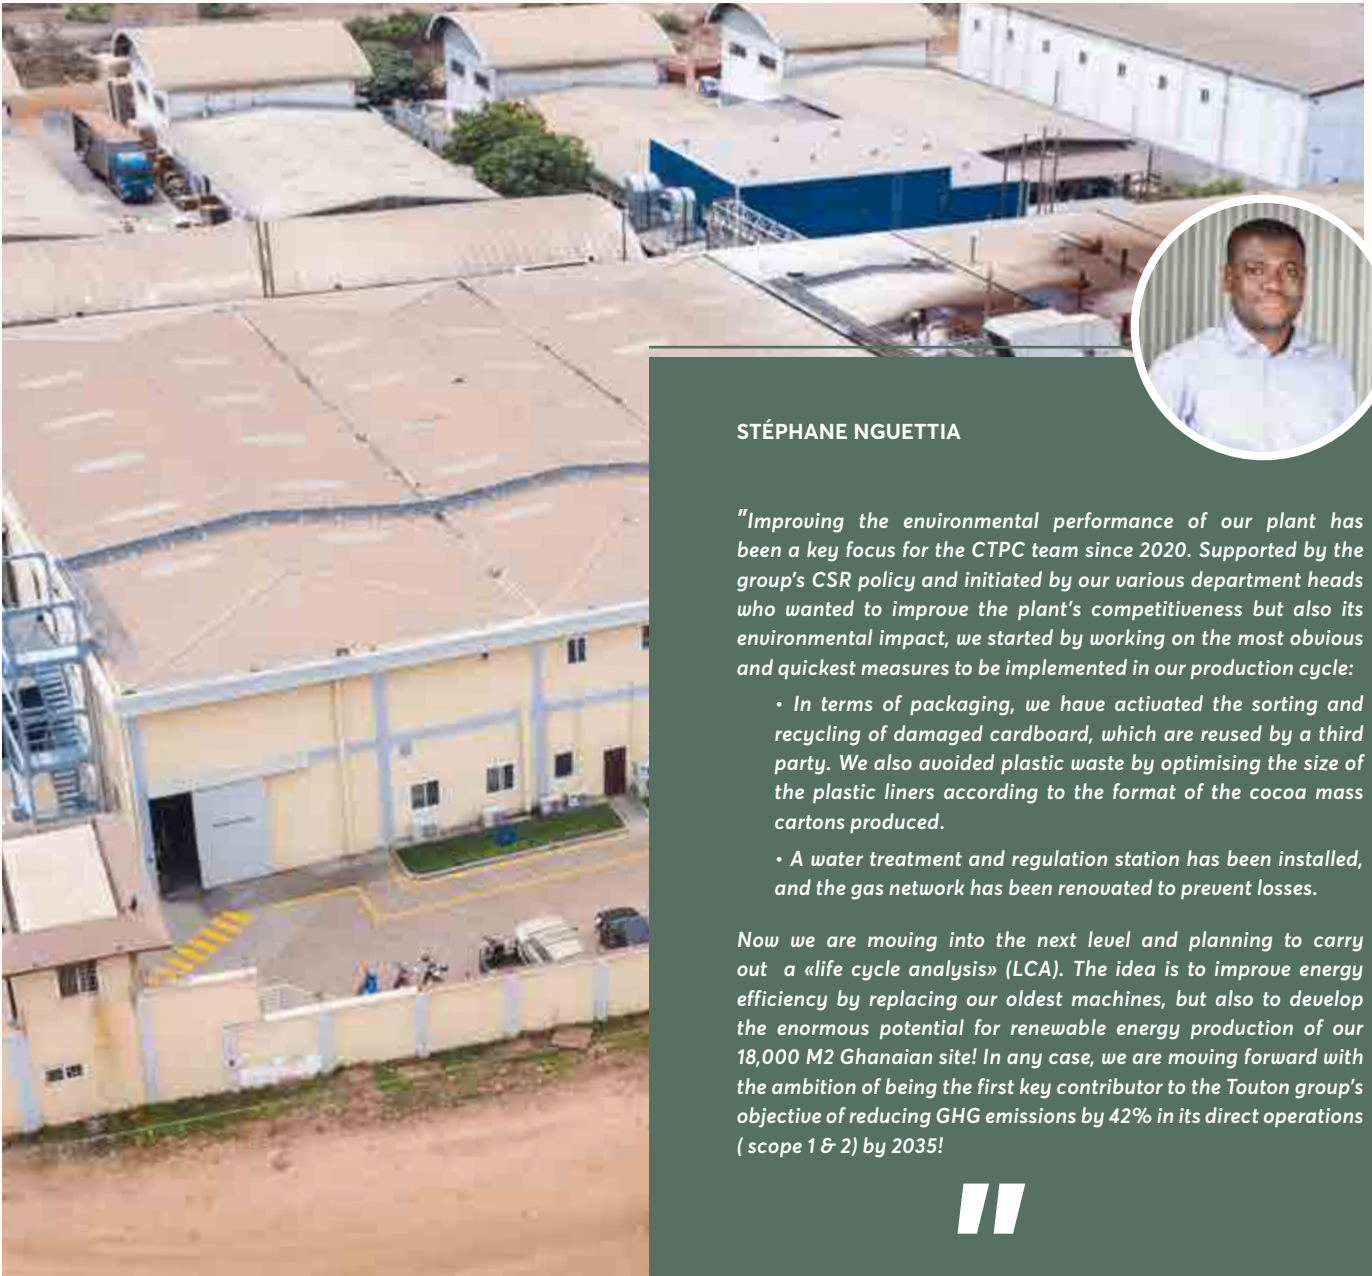 STÉPHANE NGUETTIA
"Improving the environmental performance of our plant has
been a key focus for the CTPC team since 2020. Supported by the
group's CSR policy and initiated by our various department heads
who wanted to improve the plant's competitiveness but also its
environmental impact, we started by working on the most obvious
and quickest measures to be implemented in our production cycle:
• In terms of packaging, we have activated the sorting and
recycling of damaged cardboard, which are reused by a third
party. We also avoided plastic waste by optimising the size of
the plastic liners according to the format of the cocoa mass
cartons produced.
• A water treatment and regulation station has been installed,
and the gas network has been renovated to prevent losses.
Now we are moving into the next level and planning to carry
out a «life cycle analysis» (LCA). The idea is to improve energy
efficiency by replacing our oldest machines, but also to develop
the enormous potential for renewable energy production of our
18,000 M2 Ghanaian site! In any case, we are moving forward with
the ambition of being the first key contributor to the Touton group's
objective of reducing GHG emissions by 42% in its direct operations
( scope 1 & 2) by 2035!
"